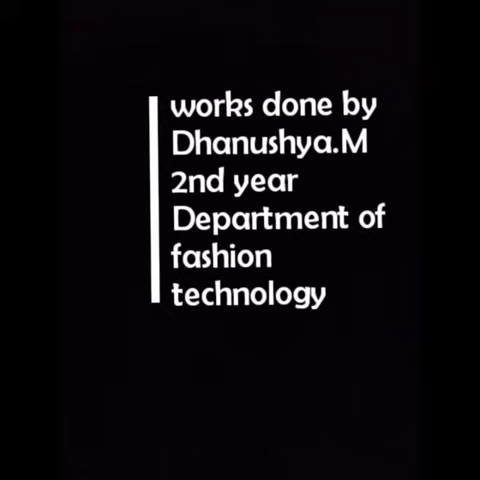 works done by
Dhanushya.M
2nd year
Department of
fashion
technology